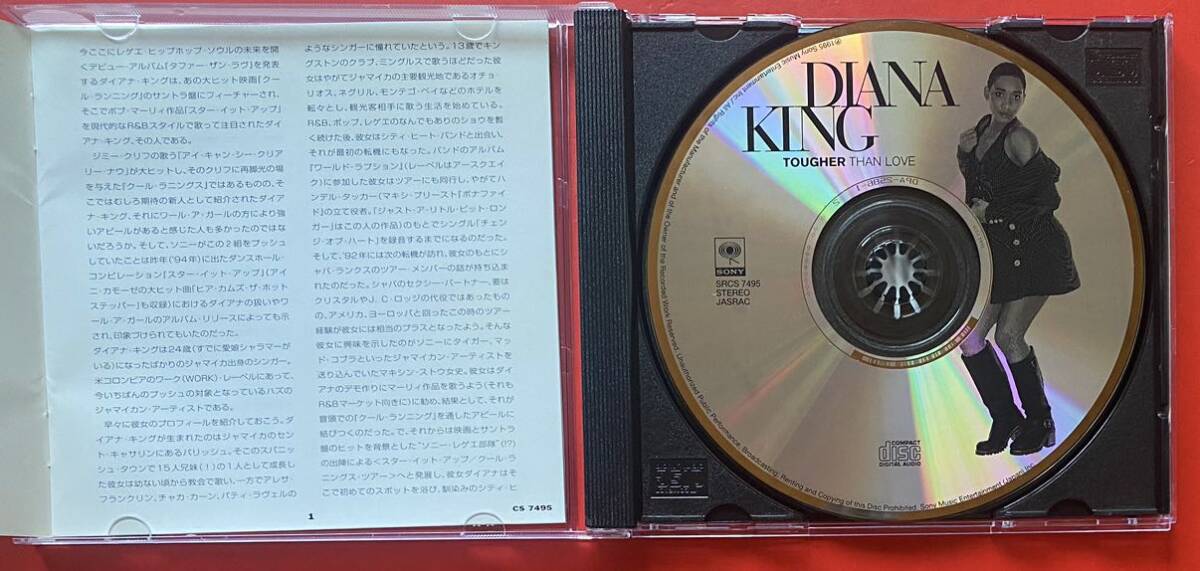 今ここにレゲエ・ヒップホップ・ソウルの未来を開
くデビュー・アルバム『タファー・ザン・ラヴ』を発表
するダイアナ・キングは、あの大ヒット映画『クー
ル・ランニング』のサントラ盤にフィーチャーされ、
そこでボブ・マーリィ作品「スター・イット・アップ」
を現代的なR&Bスタイルで歌って注目されたダイ
アナ・キング、その人である。
ジミー・クリフの歌う「アイ・キャン・シー・クリア
リー・ナウ」が大ヒットし、そのクリフに再脚光の場
を与えた『クール・ランニングス』ではあるものの、そ
こではむしろ期待の新人として紹介されたダイア
ナ・キング、それにワール・ア・ガールの方により強
いアピールがあると感じた人も多かったのではな
いだろうか。そして、ソニーがこの2組をプッシュ
していたことは昨年('94年)に出たダンスホール・
コンピレーション『スター・イット・アップ』(アイ
ニ・カモーゼの大ヒット曲「ヒア・カムズ・ザ・ホット
ステッパー」も収録)におけるダイアナの扱いやワ
ール・ア・ガールのアルバム・リリースによっても示
され、印象づけられてもいたのだった。
ダイアナ・キングは24歳(すでに愛娘シャラマーが
いる)になったばかりのジャマイカ出身のシンガー。
米コロンビアのワーク(WORK)・レーベルにあって、
今いちばんのプッシュの対象となっているハズの
ジャマイカン・アーティストである。
早々に彼女のプロフィールを紹介しておこう。ダ
イアナ・キングが生まれたのはジャマイカのセン
ト・キャサリンにあるパリッシュ。そこのスパニッ
シュ・タウンで15人兄妹(！)の1人として成長し
た彼女は幼ない頃から教会で歌い、一方でアレサ・
フランクリン、チャカ・カーン、パティ・ラヴェルの
ようなシンガーに憧れていたという。13歳でキン
グストンのクラブ、ミングルスで歌うほどだった彼
女はやがてジャマイカの主要観光地であるオチョ・
リオス、ネグリル、モンテゴ・ベイなどのホテルを
転々とし、観光客相手に歌う生活を始めている。
R&B、ポップ、レゲエのなんでもありのショウを暫
く続けた後、彼女はシティ・ヒート・バンドと出会い、
それが最初の転機にもなった。バンドのアルバム
『ワールド・ラプション』(レーベルはアースクエイ
ク)に参加した彼女はツアーにも同行し、やがてハ
ンデル・タッカー(マキシ・プリースト『ボナファイ
ド』の立て役者。「ジャスト・ア・リトル・ビット・ロン
ガー」はこの人の作品)のもとでシングル「チェン
ジ・オブ・ハート」を録音するまでになるのだった。
そして、'92年には次の転機が訪れ、彼女のもとにシ
ャバ・ランクスのツアー・メンバーの話が持ち込ま
れたのだった。シャバのセクシー・パートナー、要は
クリスタルやJ.C.ロッジの代役ではあったもの
の、アメリカ、ヨーロッパと回ったこの時のツアー
経験が彼女には相当のプラスとなったよう。そんな
彼女に興味を示したのがソニーにタイガー、マッ
ド・コブラといったジャマイカン・アーティストを
送り込んでいたマキシン・ストウ女史。彼女はダイ
アナのデモ作りにマーリィ作品を歌うよう(それも
R&Bマーケット向きに)に勧め、結果として、それが
冒頭での『クール・ランニング』を通したアピールに
結びつくのだった。で、それからは映画とサントラ
盤のヒットを背景とした"ソニー・レゲエ部隊"(!?)
の出陣による<スター・イット・アップ／クール・ラ
ンニングス・ツアー>へと発展し、彼女ダイアナはそ
こで初めてのスポットを浴び、馴染みのシティ・ヒ
1
CS 7495
DIANA
KING
TOUGHER THAN LOVE
SONY
SRCS 7495
STEREO
JASRAC
COMPACT
disc
DIGITAL AUDIO